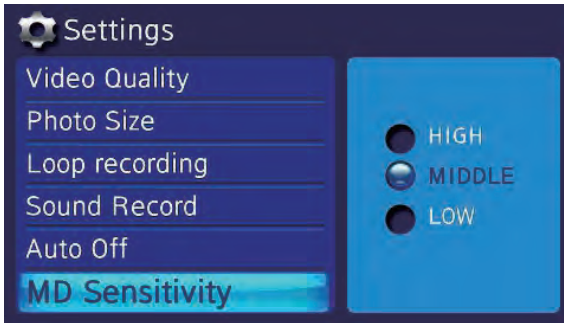 Settings
Video Quality
Photo Size
Loop recording
Sound Record
Auto Off
MD Sensitivity
HIGH
MIDDLE
LOW